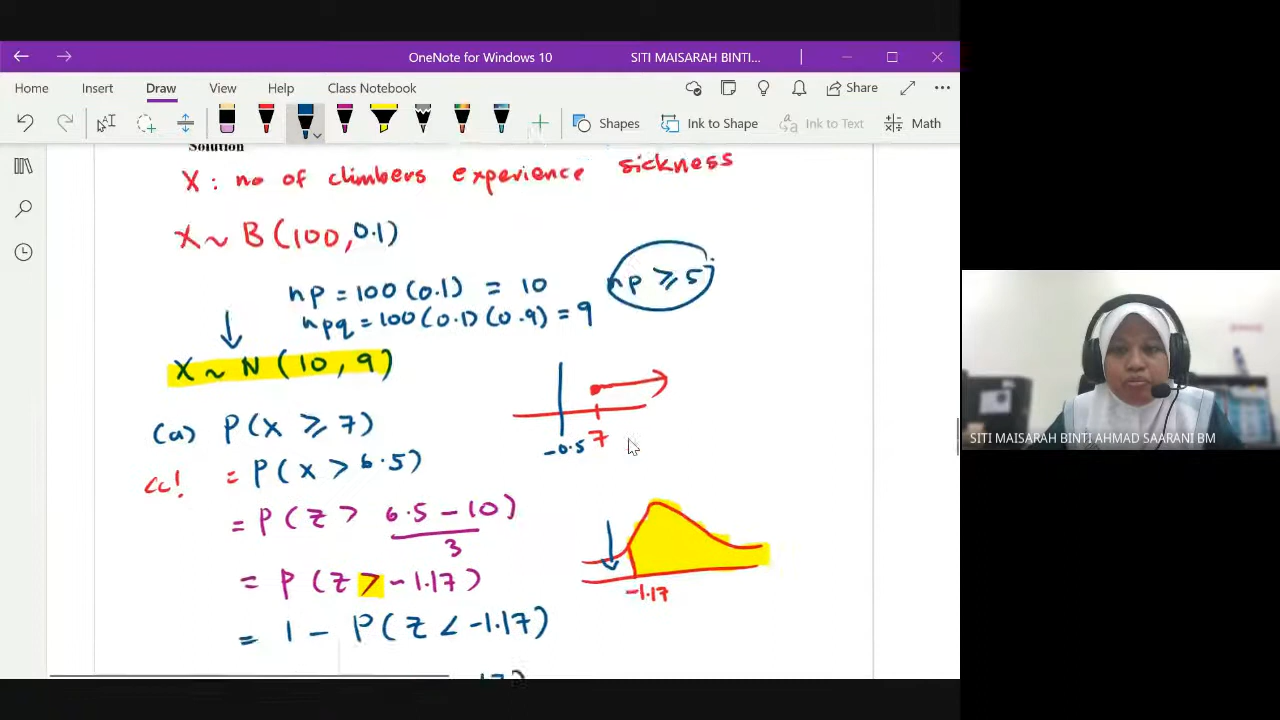 OneNote for Windows 10
SITI MAISARAH BINTI...
Home Insert Draw View Help Class Notebook
Share
Shapes Ink to Shape Ink to Text Math
Solution
X : no of climbers experience sickness
X ~ B (100, 0.1)
np = 100 (0.1) = 10
np ≥ 5
npq = 100 (0.1) (0.9) = 9
X ~ N (10, 9)
(a) P(X ≥ 7)
-0.5 7
cc! = P(X > 6.5)
= P(Z > 6.5 - 10 / 3)
= P(Z > -1.17)
-1.17
= 1 - P(Z < -1.17)
SITI MAISARAH BINTI AHMAD SAARANI BM